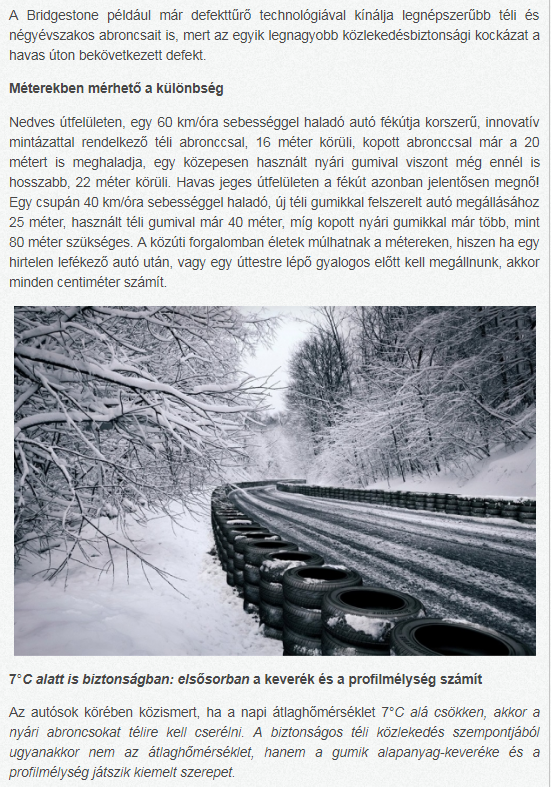 A Bridgestone például már defekttűrő technológiával kínálja legnépszerűbb téli és
négyévszakos abroncsait is, mert az egyik legnagyobb közlekedésbiztonsági kockázat a
havas úton bekövetkezett defekt.
Méterekben mérhető a különbség
Nedves útfelületen, egy 60 km/óra sebességgel haladó autó fékútja korszerű, innovatív
mintázattal rendelkező téli abronccsal, 16 méter körüli, kopott abronccsal már a 20
métert is meghaladja, egy közepesen használt nyári gumival viszont még ennél is
hosszabb, 22 méter körüli. Havas jeges útfelületen a fékút azonban jelentősen megnő!
Egy csupán 40 km/óra sebességgel haladó, új téli gumikkal felszerelt autó megállásához
25 méter, használt téli gumival már 40 méter, míg kopott nyári gumikkal már több, mint
80 méter szükséges. A közúti forgalomban életek múlhatnak a métereken, hiszen ha egy
hirtelen lefékező autó után, vagy egy úttestre lépő gyalogos előtt kell megállnunk, akkor
minden centiméter számít.
7°C alatt is biztonságban: elsősorban a keverék és a profilmélység számít
Az autósok körében közismert, ha a napi átlaghőmérséklet 7°C alá csökken, akkor a
nyári abroncsokat télire kell cserélni. A biztonságos téli közlekedés szempontjából
ugyanakkor nem az átlaghőmérséklet, hanem a gumik alapanyag-keveréke és a
profilmélység játszik kiemelt szerepet.